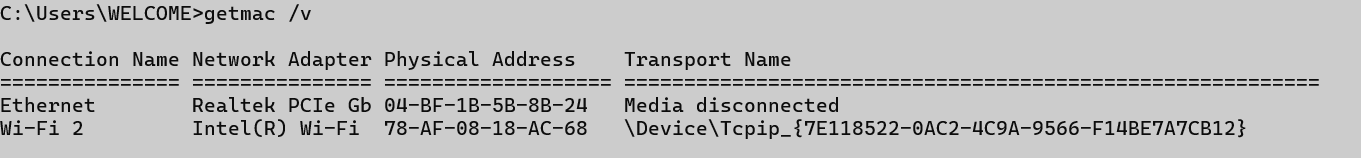 C:\Users\WELCOME>getmac /v
Connection Name Network Adapter Physical Address    Transport Name
=============== =============== =================== ==========================================================
Ethernet        Realtek PCIe Gb 04-BF-1B-5B-8B-24   Media disconnected
Wi-Fi 2         Intel(R) Wi-Fi  78-AF-08-18-AC-68   \Device\Tcpip_{7E118522-0AC2-4C9A-9566-F14BE7A7CB12}